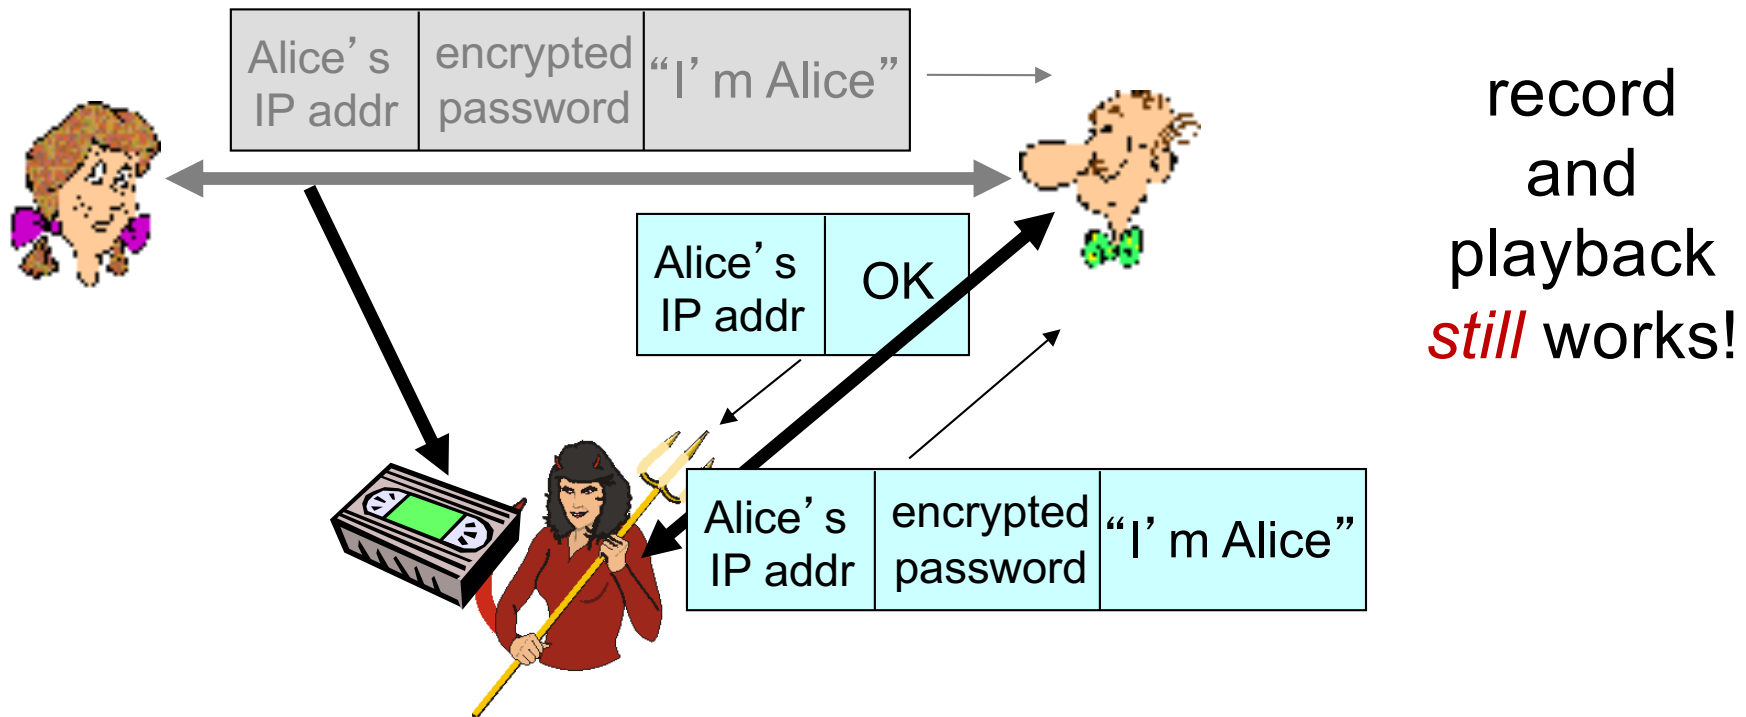 Alice’s
IP addr
encrypted
password
“I’m Alice”
record
and
playback
still works!
Alice’s
IP addr
OK
Alice’s
IP addr
encrypted
password
“I’m Alice”